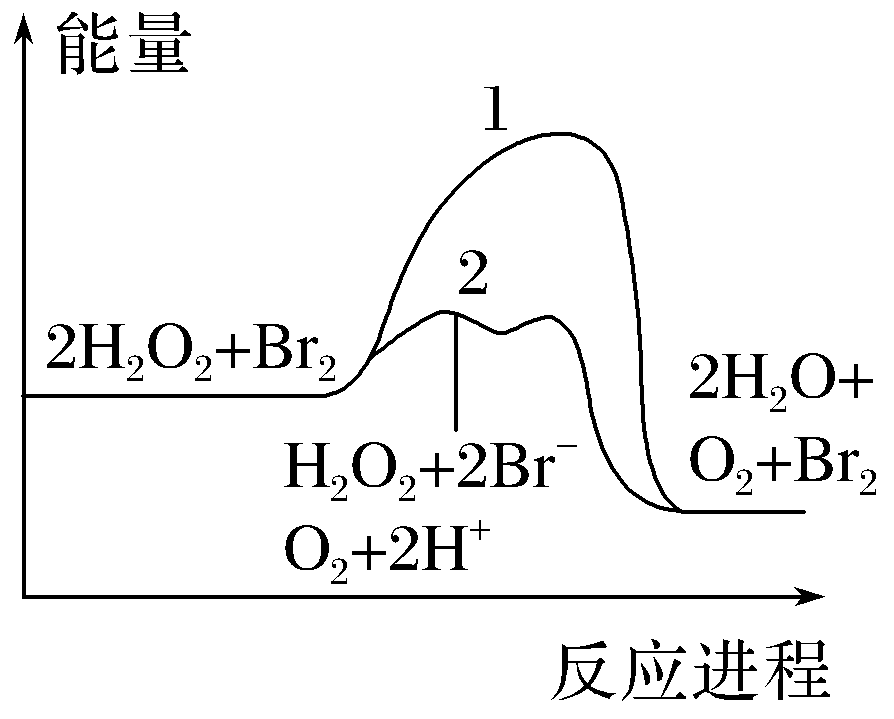 能量
1
2
2H₂O₂+Br₂
2H₂O+
O₂+Br₂
H₂O₂+2Br⁻
O₂+2H⁺
反应进程